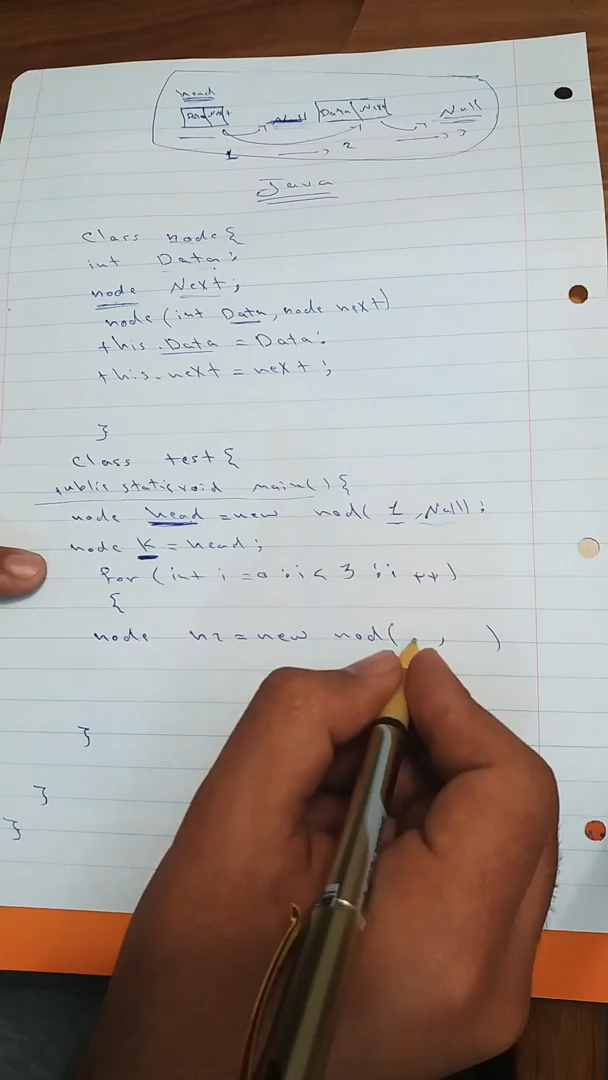 head
Data Next Null Data Next Null
1 2
Java
class node{
int Data;
node Next;
node(int Data, node next)
this.Data = Data;
this.next = next;
}
class test{
public static void main(){
node head = new nod(1, Null);
node K = head;
for (int i = 0; i < 3; i++)
{
node n2 = new nod( , )
}
}
}